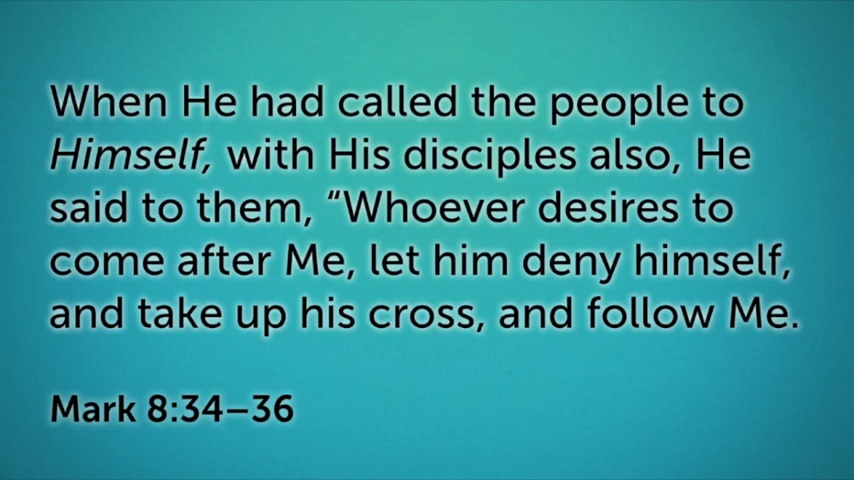 When He had called the people to
Himself, with His disciples also, He
said to them, “Whoever desires to
come after Me, let him deny himself,
and take up his cross, and follow Me.
Mark 8:34–36